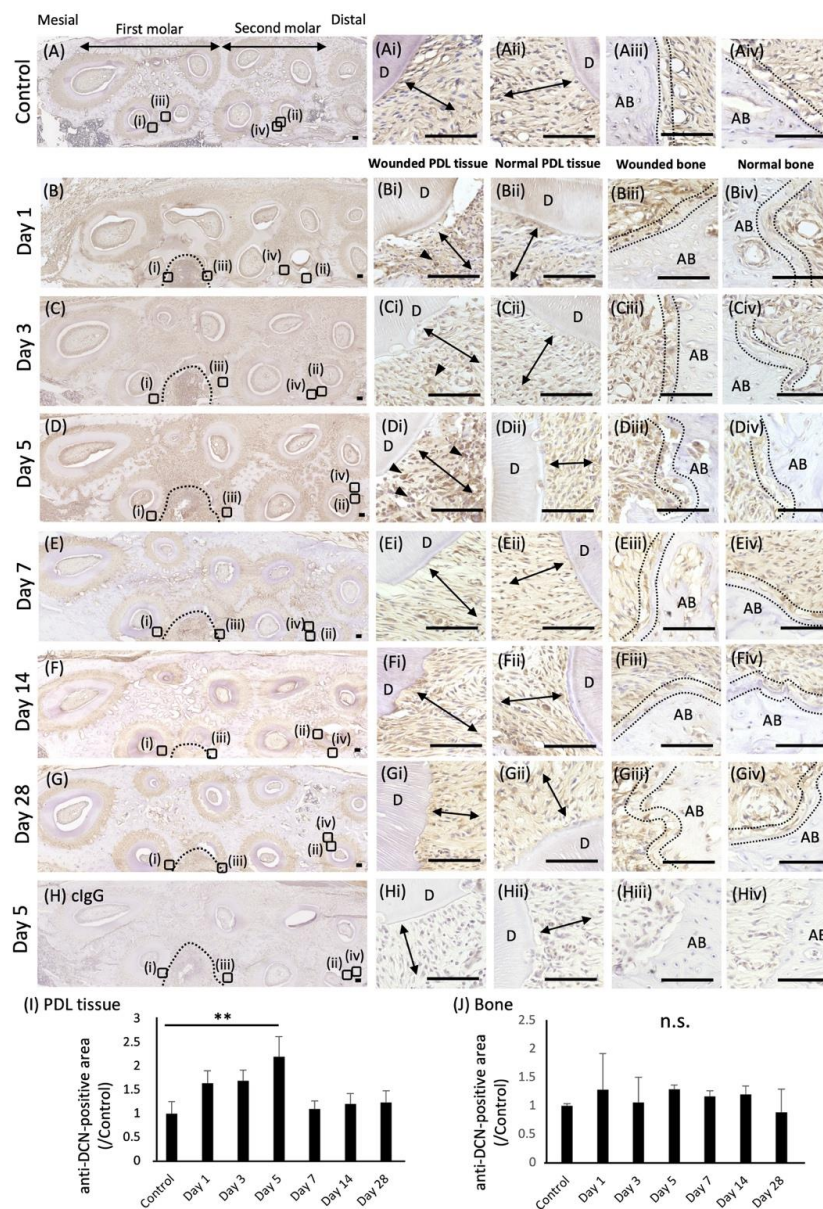 Mesial First molar Second molar Distal
Control
(A) (i) (iii) (iv) (ii)
(Ai) D
(Aii) D
(Aiii) AB
(Aiv) AB
Wounded PDL tissue Normal PDL tissue Wounded bone Normal bone
Day 1
(B) (i) (iii) (iv) (ii)
(Bi) D
(Bii) D
(Biii) AB
(Biv) AB
Day 3
(C) (i) (iii) (iv) (ii)
(Ci) D
(Cii) D
(Ciii) AB
(Civ) AB
Day 5
(D) (i) (iii) (iv) (ii)
(Di) D
(Dii) D
(Diii) AB
(Div) AB
Day 7
(E) (i) (iii) (iv) (ii)
(Ei) D
(Eii) D
(Eiii) AB
(Eiv) AB
Day 14
(F) (i) (iii) (ii) (iv)
(Fi) D
(Fii) D
(Fiii) AB
(Fiv) AB
Day 28
(G) (i) (iii) (iv) (ii)
(Gi) D
(Gii) D
(Giii) AB
(Giv) AB
Day 5
(H) cIgG (i) (iii) (ii) (iv)
(Hi) D
(Hii) D
(Hiii) AB
(Hiv) AB
(I) PDL tissue
anti-DCN-positive area
(/Control)
3
2.5
2
1.5
1
0.5
0
**
Control Day 1 Day 3 Day 5 Day 7 Day 14 Day 28
(J) Bone
anti-DCN-positive area
(/Control)
2.5
2
1.5
1
0.5
0
n.s.
Control Day 1 Day 3 Day 5 Day 7 Day 14 Day 28